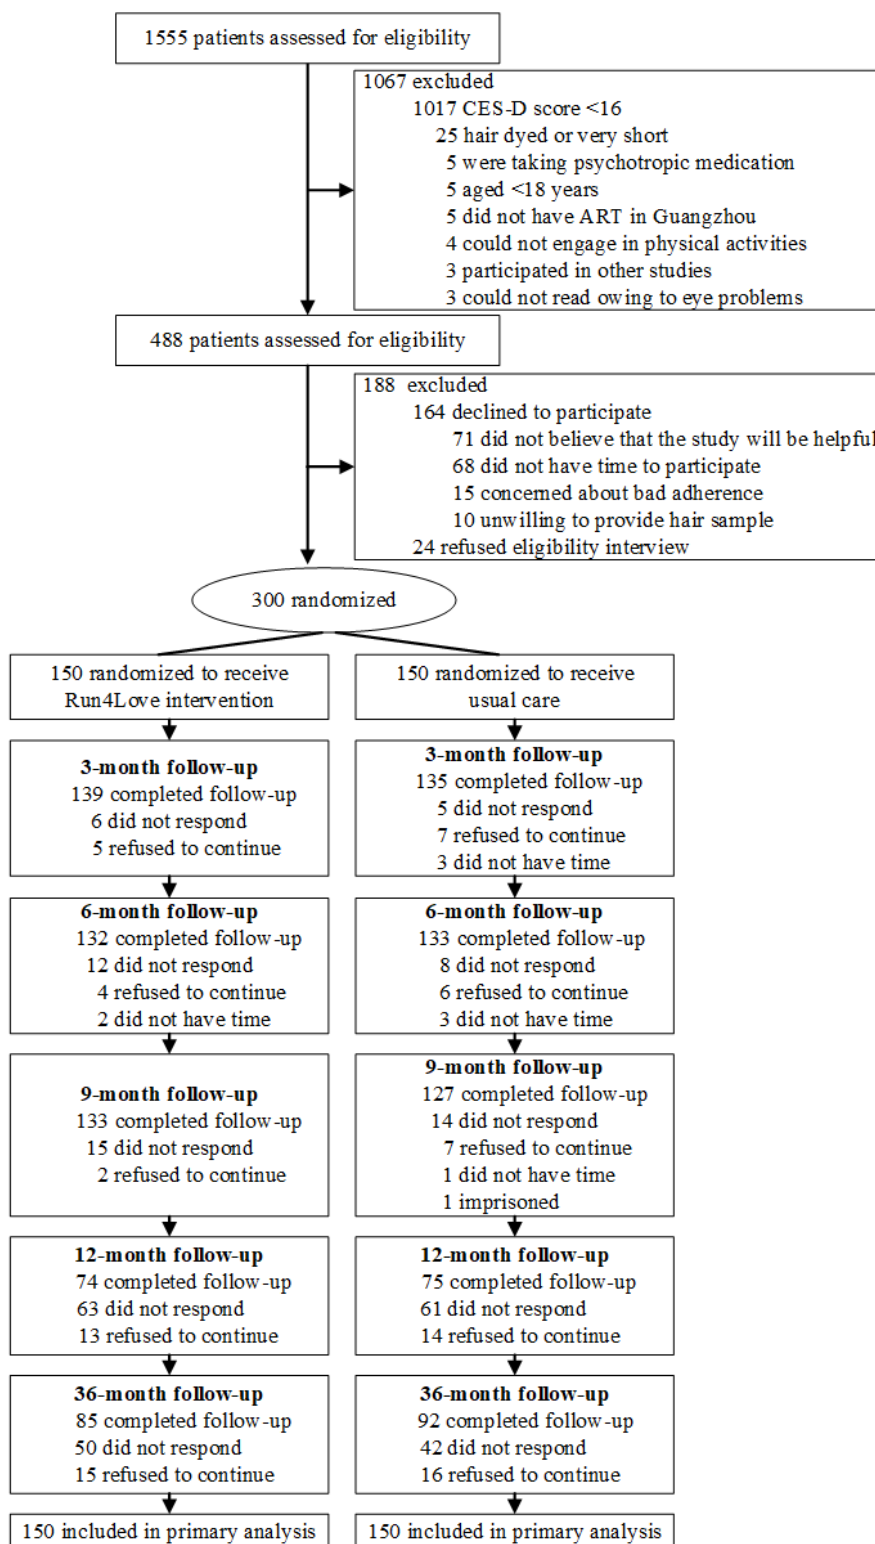 1555 patients assessed for eligibility
1067 excluded
1017 CES-D score <16
25 hair dyed or very short
5 were taking psychotropic medication
5 aged <18 years
5 did not have ART in Guangzhou
4 could not engage in physical activities
3 participated in other studies
3 could not read owing to eye problems
488 patients assessed for eligibility
188 excluded
164 declined to participate
71 did not believe that the study will be helpful
68 did not have time to participate
15 concerned about bad adherence
10 unwilling to provide hair sample
24 refused eligibility interview
300 randomized
150 randomized to receive
Run4Love intervention
150 randomized to receive
usual care
3-month follow-up
139 completed follow-up
6 did not respond
5 refused to continue
3-month follow-up
135 completed follow-up
5 did not respond
7 refused to continue
3 did not have time
6-month follow-up
132 completed follow-up
12 did not respond
4 refused to continue
2 did not have time
6-month follow-up
133 completed follow-up
8 did not respond
6 refused to continue
3 did not have time
9-month follow-up
133 completed follow-up
15 did not respond
2 refused to continue
9-month follow-up
127 completed follow-up
14 did not respond
7 refused to continue
1 did not have time
1 imprisoned
12-month follow-up
74 completed follow-up
63 did not respond
13 refused to continue
12-month follow-up
75 completed follow-up
61 did not respond
14 refused to continue
36-month follow-up
85 completed follow-up
50 did not respond
15 refused to continue
36-month follow-up
92 completed follow-up
42 did not respond
16 refused to continue
150 included in primary analysis
150 included in primary analysis